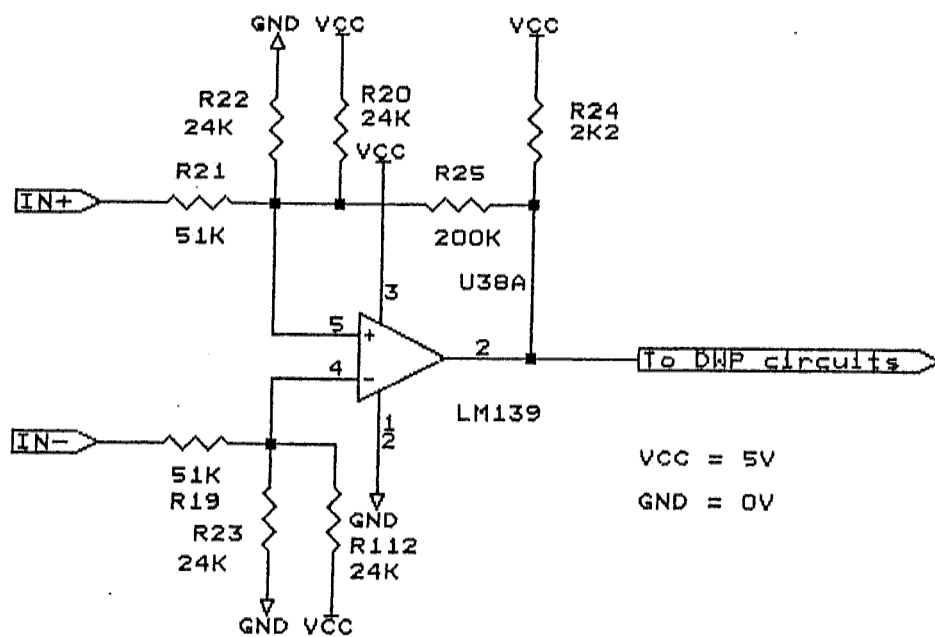 GND VCC VCC
R22
24K
R20
24K
R24
2K2
VCC
R21
R25
IN+
51K
200K
U38A
3
5
+
2
To DWP circuits
4
-
LM139
1
2
IN-
VCC = 5V
51K
R19
GND
GND = 0V
R23
24K
R112
24K
GND VCC